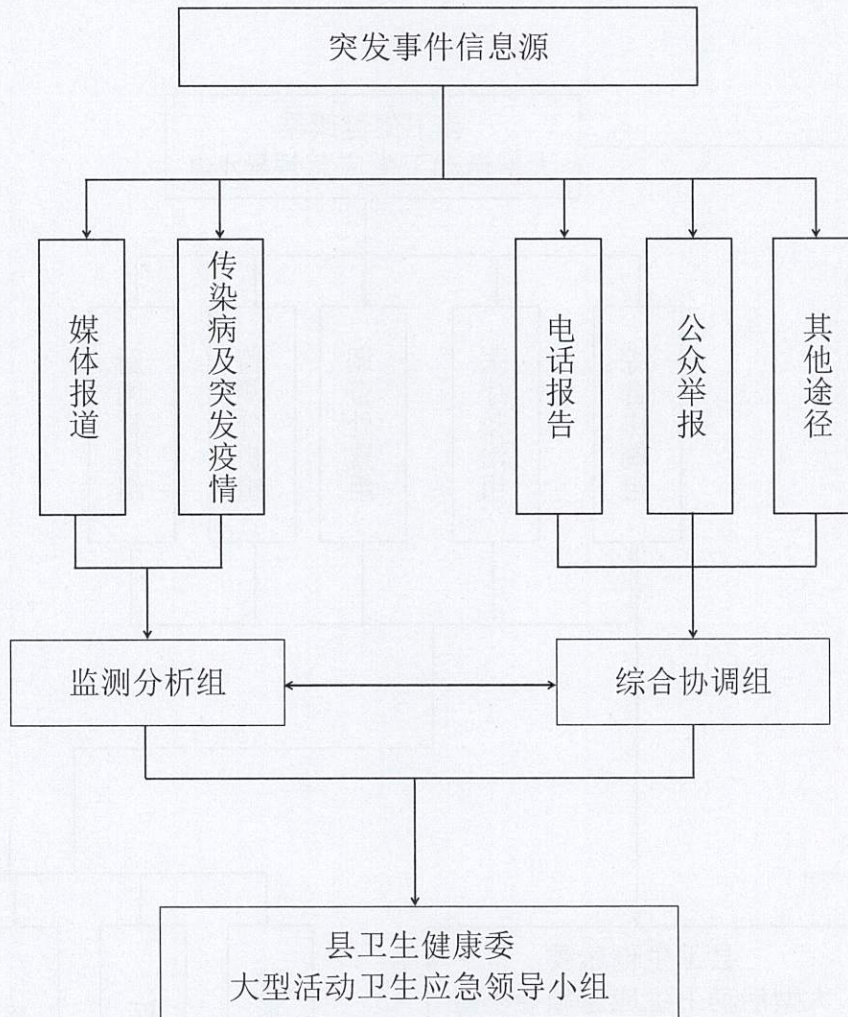 突发事件信息源
媒体报道
传染病及突发疫情
电话报告
公众举报
其他途径
监测分析组
综合协调组
县卫生健康委
大型活动卫生应急领导小组